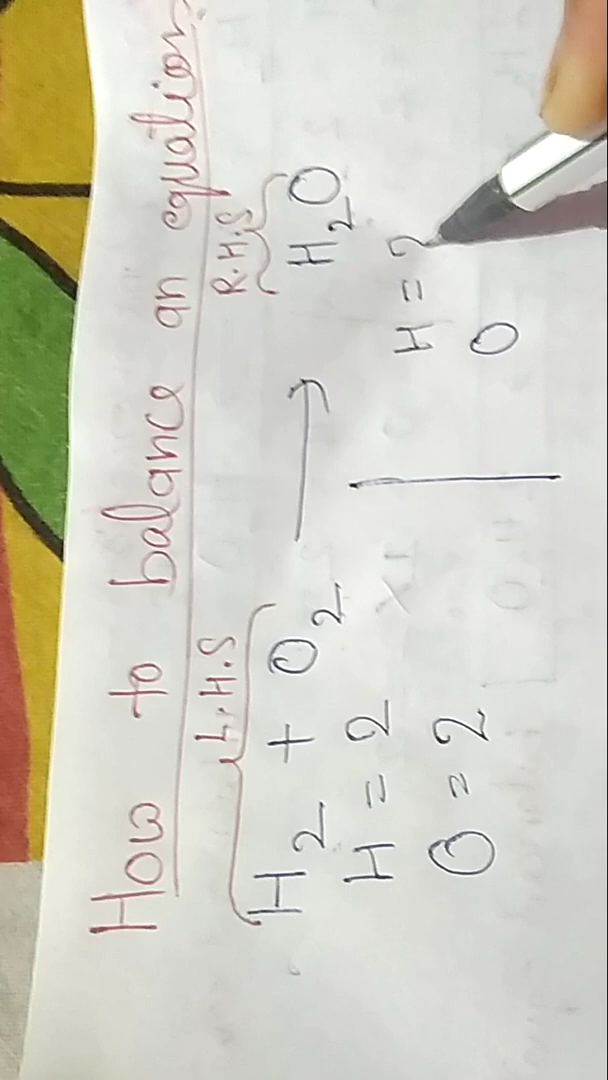 How to balance an equation.
L.H.S R.H.S
H2 + O2 → H2O
H = 2 | H = 2
O = 2 | O